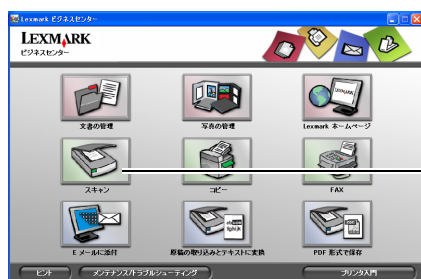 Lexmark ビジネスセンター
LEXMARK
ビジネスセンター
文書の管理
写真の管理
Lexmark ホームページ
スキャン
コピー
FAX
E メールに添付
原稿の取り込みとテキストに変換
PDF 形式で保存
ヒント
メンテナンス/トラブルシューティング
プリンタ入門